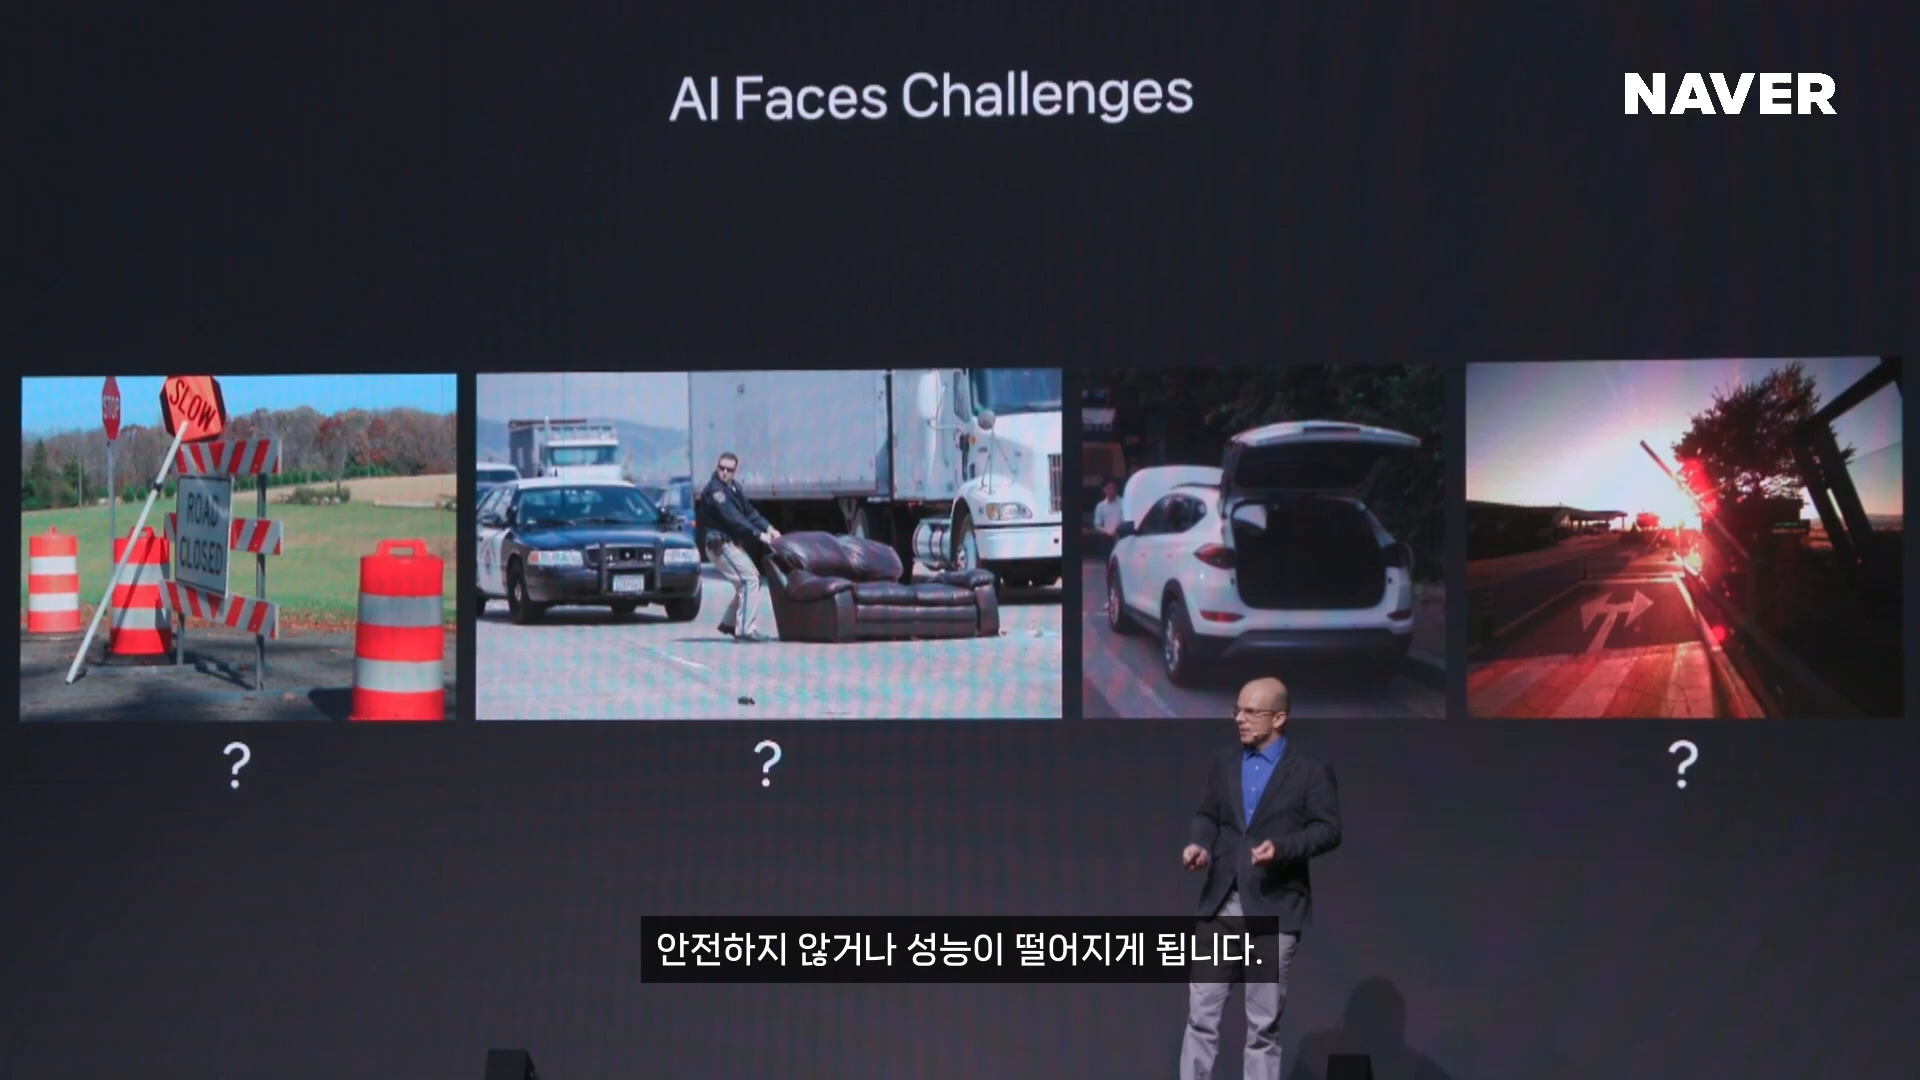 AI Faces Challenges
NAVER
STOP
SLOW
ROAD
CLOSED
?
?
?
안전하지 않거나 성능이 떨어지게 됩니다.